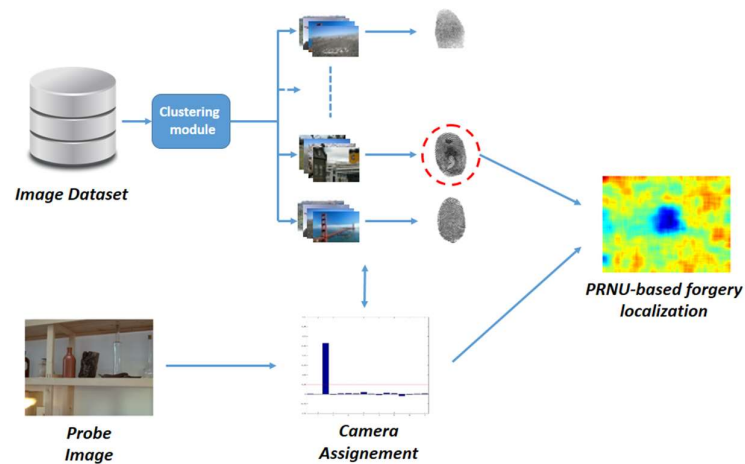 Clustering
module
Image Dataset
PRNU-based forgery
localization
Probe
Image
Camera
Assignement